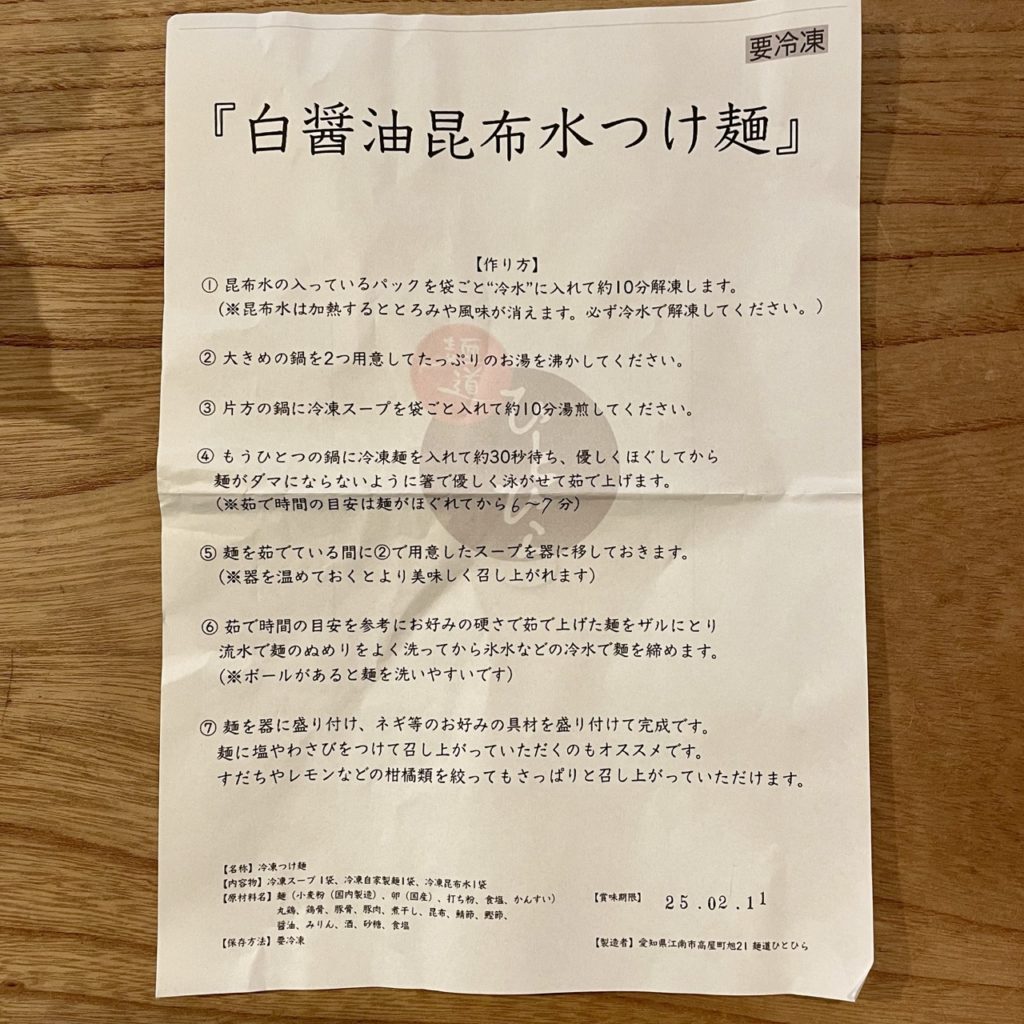 要冷凍
『白醤油昆布水つけ麺』
【作り方】
① 昆布水の入っているパックを袋ごと“冷水”に入れて約10分解凍します。
(※昆布水は加熱するととろみや風味が消えます。必ず冷水で解凍してください。)
② 大きめの鍋を2つ用意してたっぷりのお湯を沸かしてください。
③ 片方の鍋に冷凍スープを袋ごと入れて約10分湯煎してください。
④ もうひとつの鍋に冷凍麺を入れて約30秒待ち、優しくほぐしてから
麺がダマにならないように箸で優しく泳がせて茹で上げます。
(※茹で時間の目安は麺がほぐれてから6〜7分)
⑤ 麺を茹でている間に②で用意したスープを器に移しておきます。
(※器を温めておくとより美味しく召し上がれます)
⑥ 茹で時間の目安を参考にお好みの硬さで茹で上げた麺をザルにとり
流水で麺のぬめりをよく洗ってから氷水などの冷水で麺を締めます。
(※ボールがあると麺を洗いやすいです)
⑦ 麺を器に盛り付け、ネギ等のお好みの具材を盛り付けて完成です。
麺に塩やわさびをつけて召し上がっていただくのもオススメです。
すだちやレモンなどの柑橘類を絞ってもさっぱりと召し上がっていただけます。
麺道
ひとひら
【名称】冷凍つけ麺
【内容物】冷凍スープ1袋、冷凍自家製麺1袋、冷凍昆布水1袋
【原材料名】麺(小麦粉(国内製造)、卵(国産)、打ち粉、食塩、かんすい)
丸鶏、鶏骨、豚骨、豚肉、煮干し、昆布、鯖節、鰹節、
醤油、みりん、酒、砂糖、食塩
【保存方法】要冷凍
【賞味期限】 25.02.11
【製造者】愛知県江南市高屋町旭21 麺道ひとひら